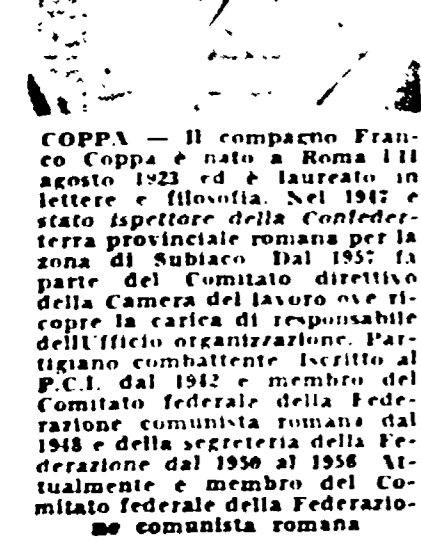 COPPA — Il compagno Fran-
co Coppa è nato a Roma l'11
agosto 1923 ed è laureato in
lettere e filosofia. Nel 1947 è
stato ispettore della Confeder-
terra provinciale romana per la
zona di Subiaco Dal 1957 fa
parte del Comitato direttivo
della Camera del lavoro ove ri-
copre la carica di responsabile
dell'Ufficio organizzazione. Par-
tigiano combattente Iscritto al
P.C.I. dal 1942 e membro del
Comitato federale della Fede-
razione comunista romana dal
1948 e della segreteria della Fe-
derazione dal 1950 al 1956 At-
tualmente e membro del Co-
mitato federale della Federazio-
ne comunista romana